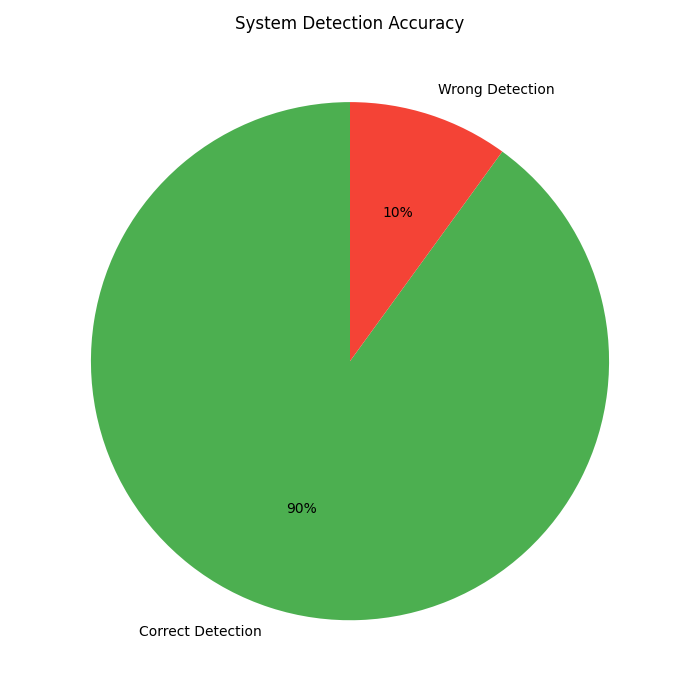 System Detection Accuracy
Wrong Detection
10%
90%
Correct Detection